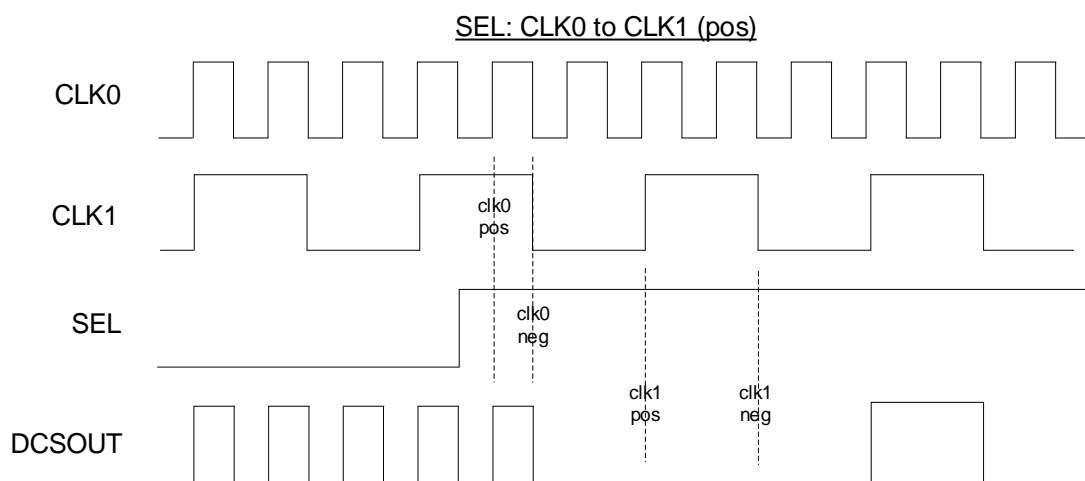 SEL: CLK0 to CLK1 (pos)
CLK0
CLK1
clk0
pos
SEL
clk0
neg
clk1
pos
clk1
neg
DCSOUT